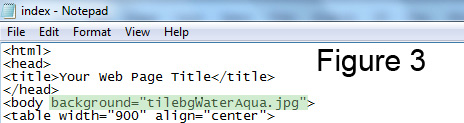 index - Notepad
File Edit Format View Help
<html>
<head>
<title>Your Web Page Title</title>
</head>
<body background="tilebgWaterAqua.jpg">
<table width="900" align="center">
Figure 3